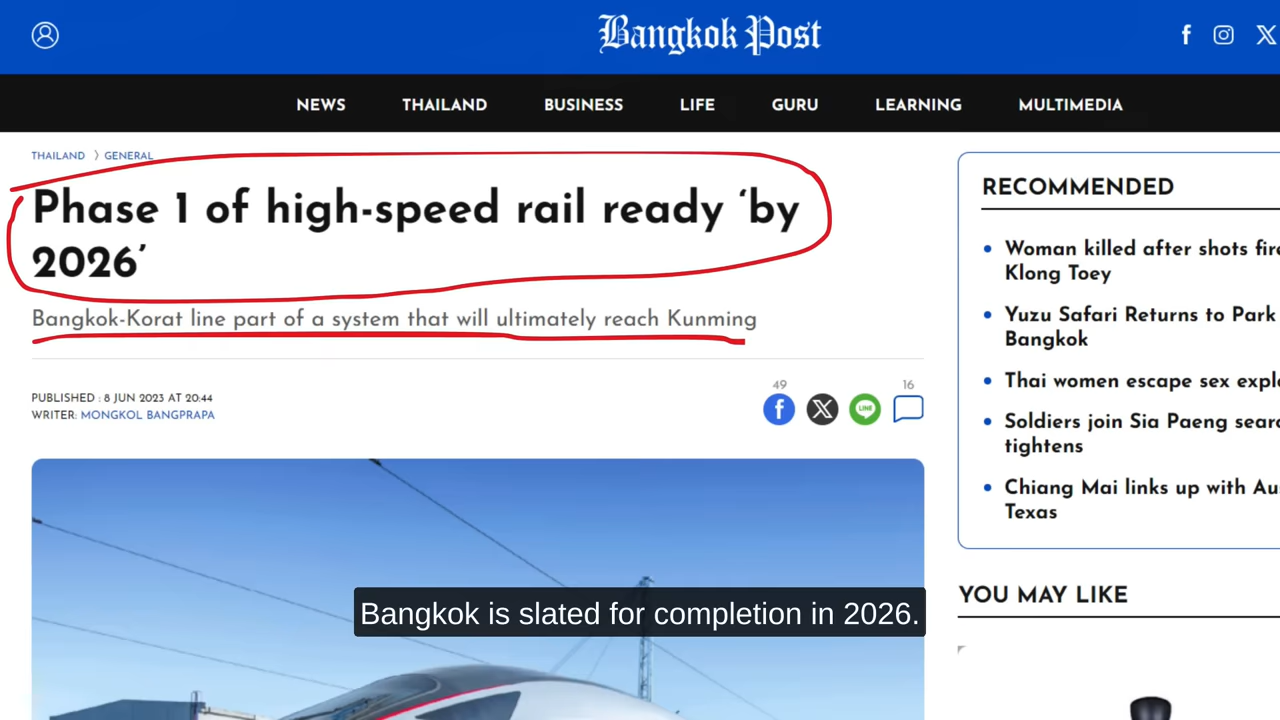 Bangkok Post
NEWS THAILAND BUSINESS LIFE GURU LEARNING MULTIMEDIA
THAILAND 〉 GENERAL
Phase 1 of high-speed rail ready ‘by
2026’
Bangkok-Korat line part of a system that will ultimately reach Kunming
PUBLISHED : 8 JUN 2023 AT 20:44
WRITER: MONGKOL BANGPRAPA
49
16
LINE
RECOMMENDED
Woman killed after shots
Klong Toey
Yuzu Safari Returns to Park
Bangkok
Thai women escape sex
Soldiers join Sia Paeng
tightens
Chiang Mai links up with
Texas
YOU MAY LIKE
Bangkok is slated for completion in 2026.